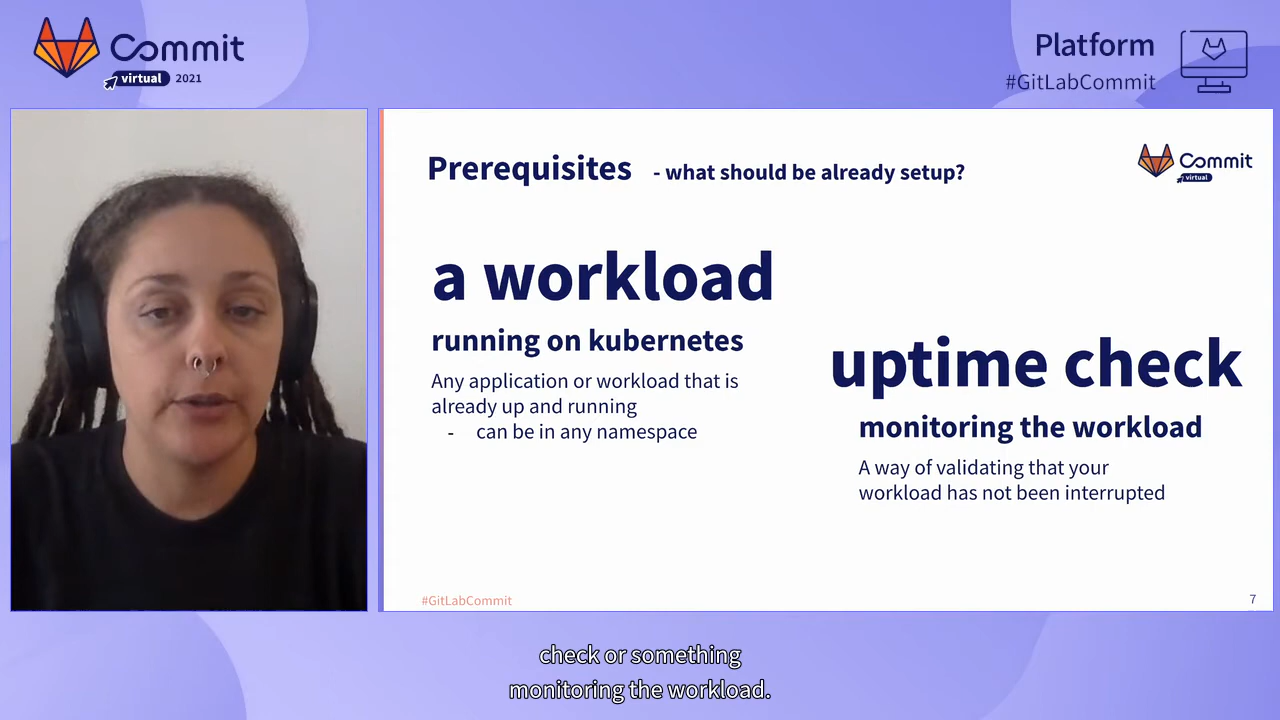 Commit
virtual 2021
Platform
#GitLabCommit
Prerequisites - what should be already setup?
Commit
virtual
a workload
running on kubernetes
Any application or workload that is
already up and running
- can be in any namespace
uptime check
monitoring the workload
A way of validating that your
workload has not been interrupted
#GitLabCommit
7
check or something
monitoring the workload.